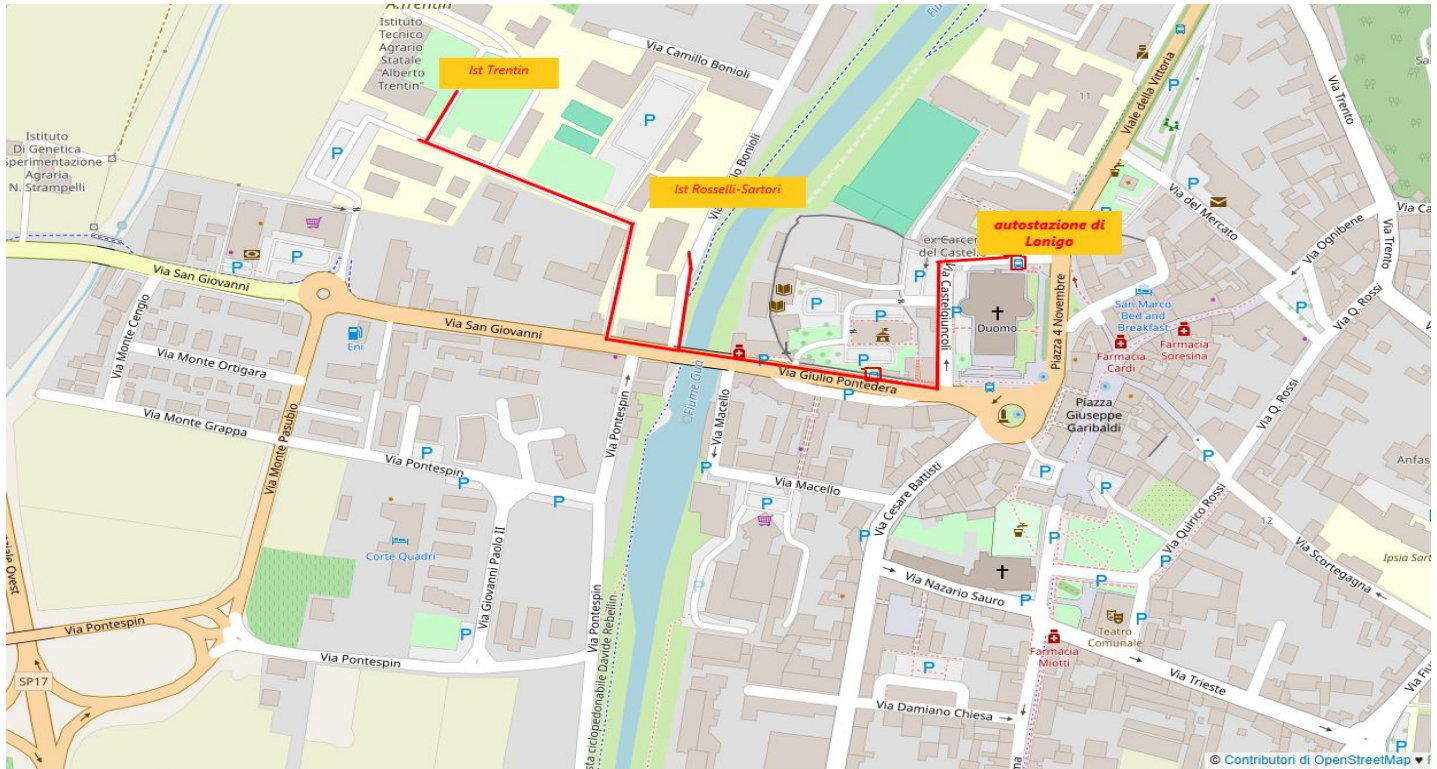 A.Trentin
Istituto
Tecnico
Agrario
Statale
"Alberto
Trentin"
Ist Trentin
Via Camillo Bonioli
P
11
Viale della Vittoria
P
Via Trento
Istituto
Di Genetica
Sperimentazione
Agraria
N. Strampelli
P
Ist Rosselli-Sartori
autostazione di
Lonigo
ex Carcere
del Castello
Via del Mercato
Via Ognibene
Via Trento
Via San Giovanni
P
P
Via Monte Cengio
Eni
Via San Giovanni
Via Monte Ortigara
Via Monte Grappa
Via Monte Pasubio
Via Pontespin
P
P
Via Pontespin
Fiume Guà
Via Macello
Via Giulio Pontedera
P
P
P
Via Castelgiuncoli
Duomo
Piazza 4 Novembre
San Marco
Bed and
Breakfast
Farmacia
Cardi
Farmacia
Soresina
Via Q. Rossi
Via Q. Rossi
Piazza
Giuseppe
Garibaldi
Via Macello
P
P
Via Cesare Battisti
P
P
Via Quirico Rossi
12
Via Scortegagna
Corte Quadri
Via Giovanni Paolo II
P
Via Pontespin
Via Pontespin
SP17
Via Pontespin
Via Nazario Sauro
P
P
P
Teatro
Comunale
Farmacia
Miotti
Via Trieste
P
Via Damiano Chiesa
© Contributori di OpenStreetMap ♥